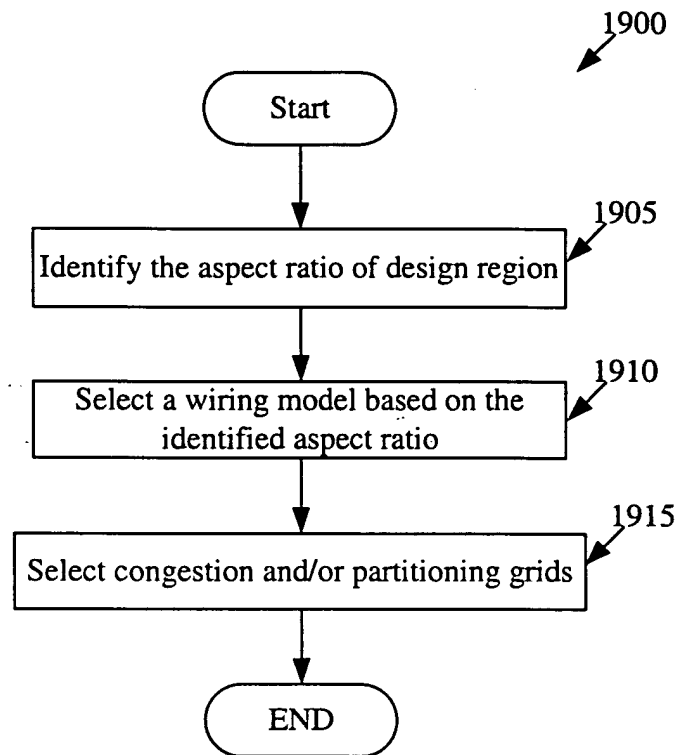 1900
Start
1905
Identify the aspect ratio of design region
1910
Select a wiring model based on the
identified aspect ratio
1915
Select congestion and/or partitioning grids
END